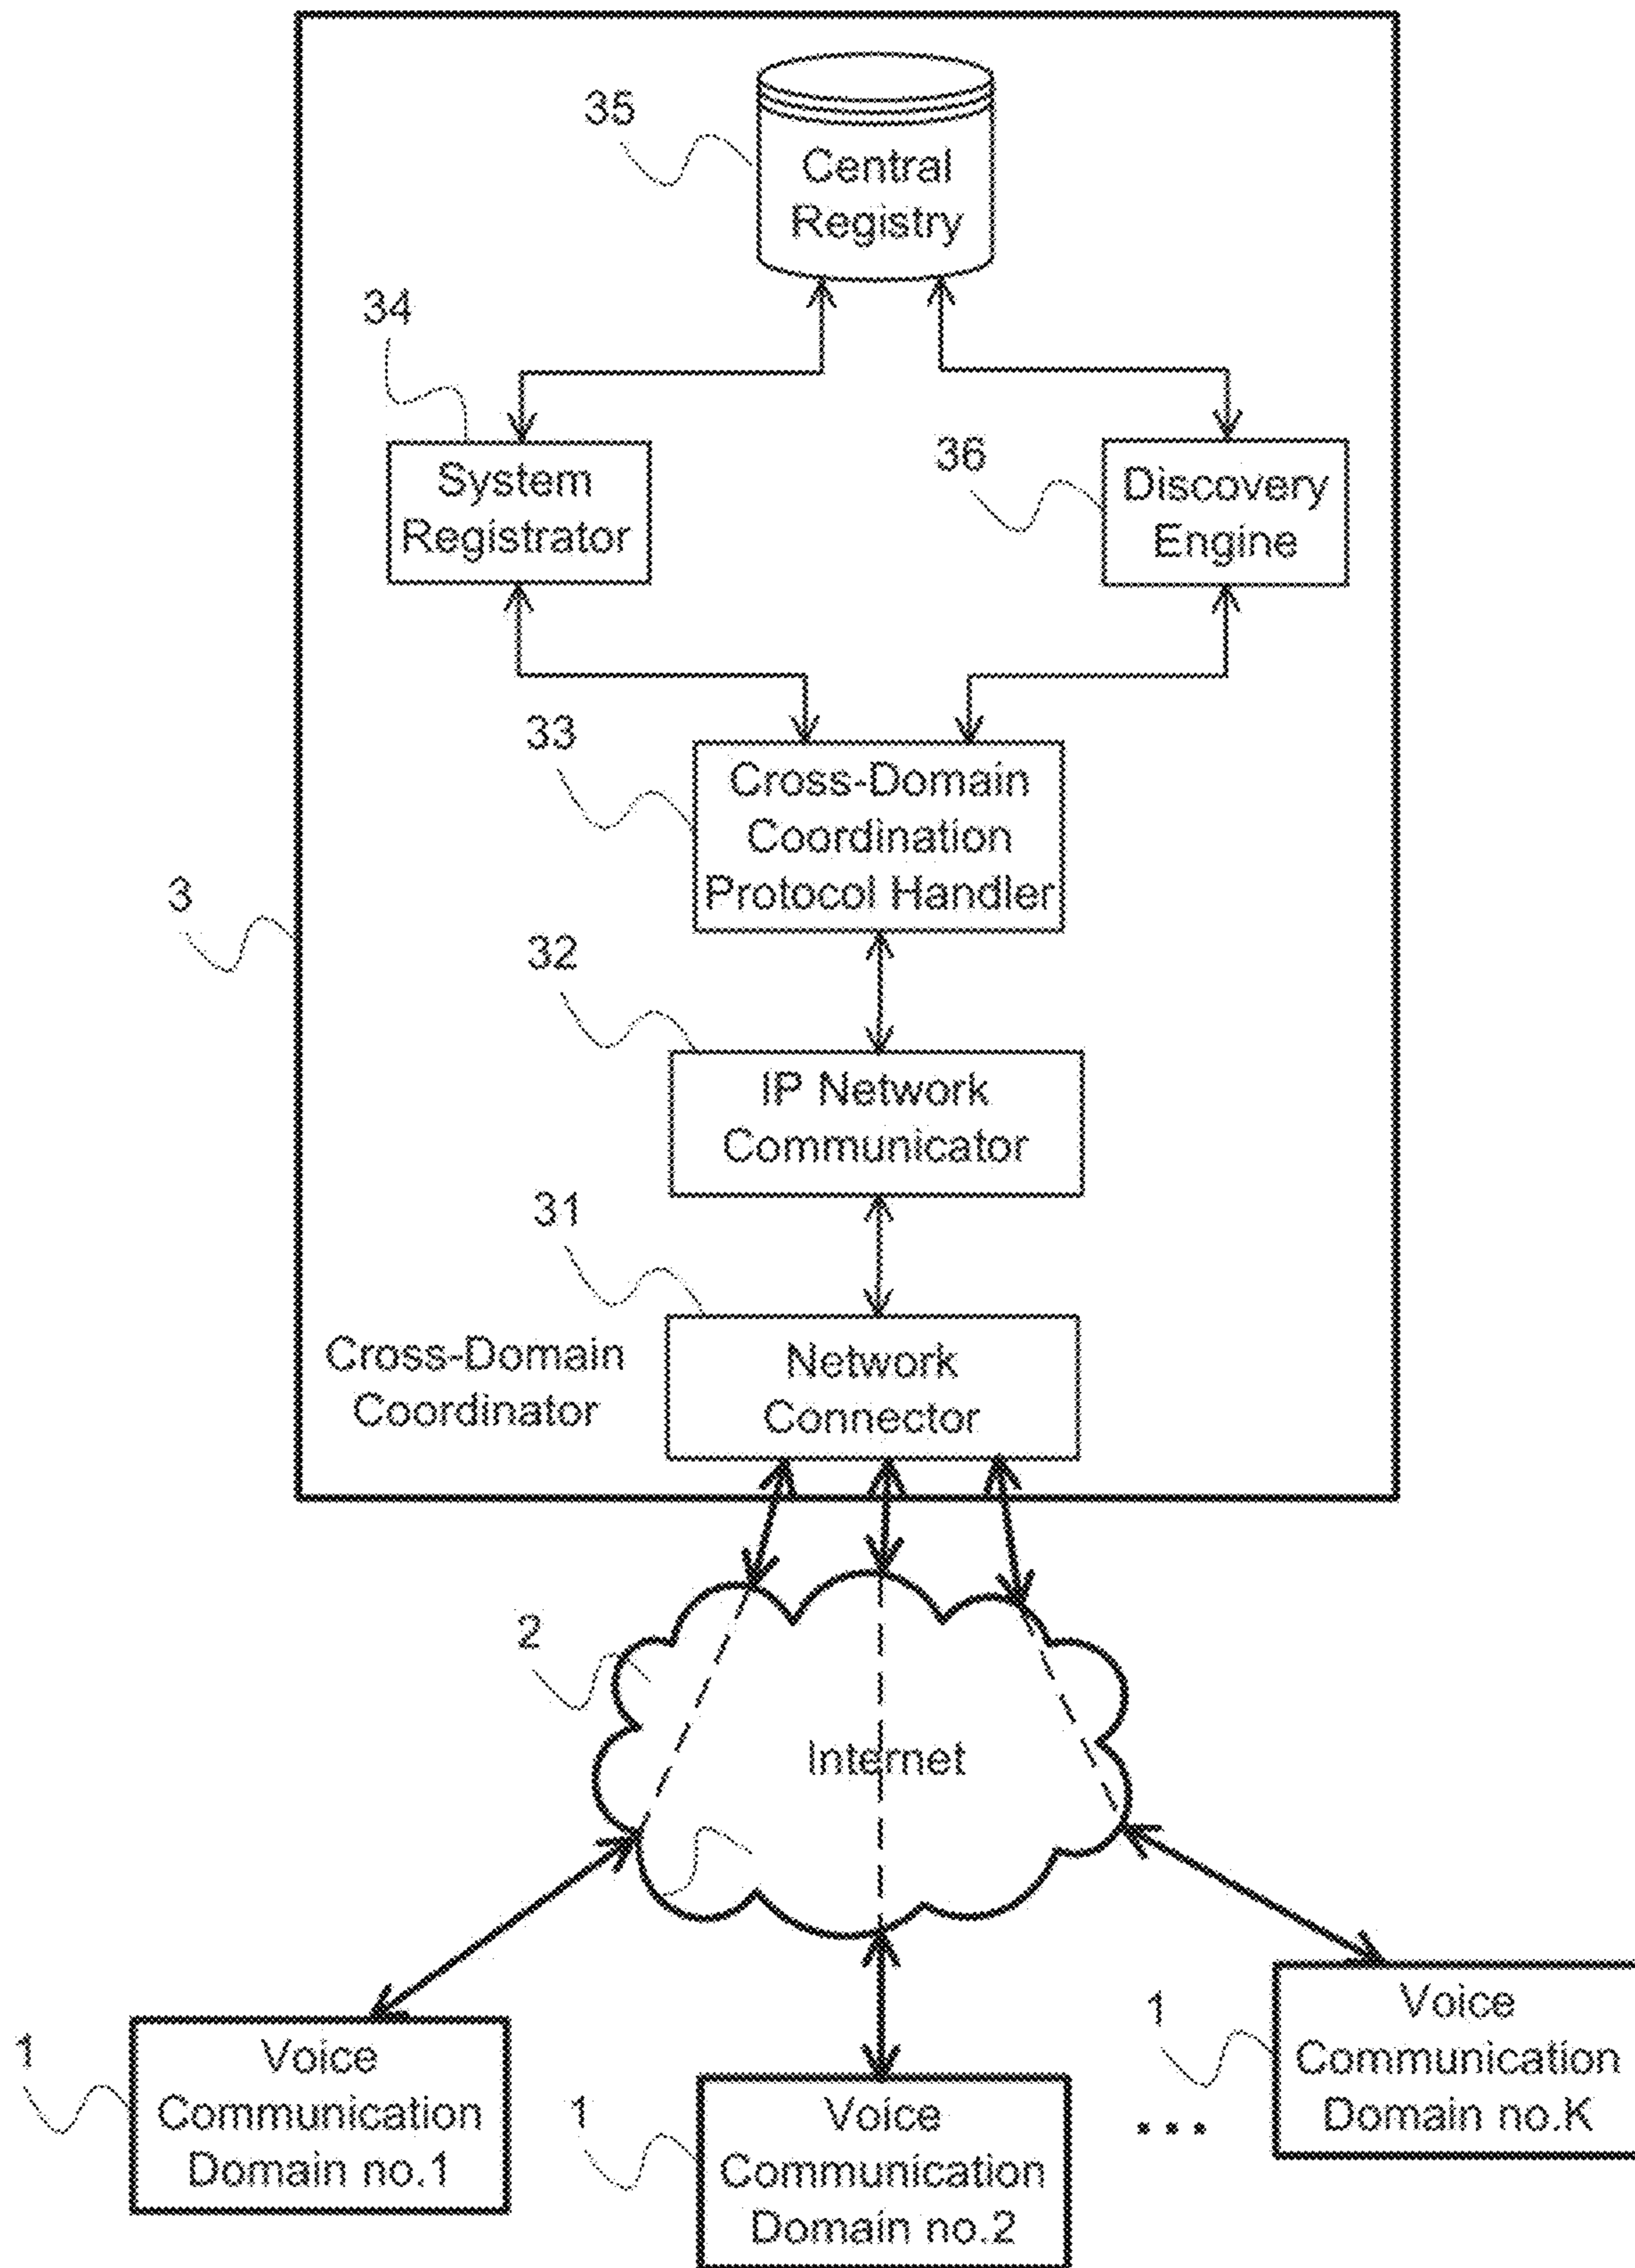 35
Central
Registry
34
System
Registrator
36
Discovery
Engine
33
Cross-Domain
Coordination
Protocol Handler
3
32
IP Network
Communicator
31
Network
Connector
Cross-Domain
Coordinator
2
Internet
1
Voice
Communication
Domain no.1
1
Voice
Communication
Domain no.2
...
1
Voice
Communication
Domain no.K